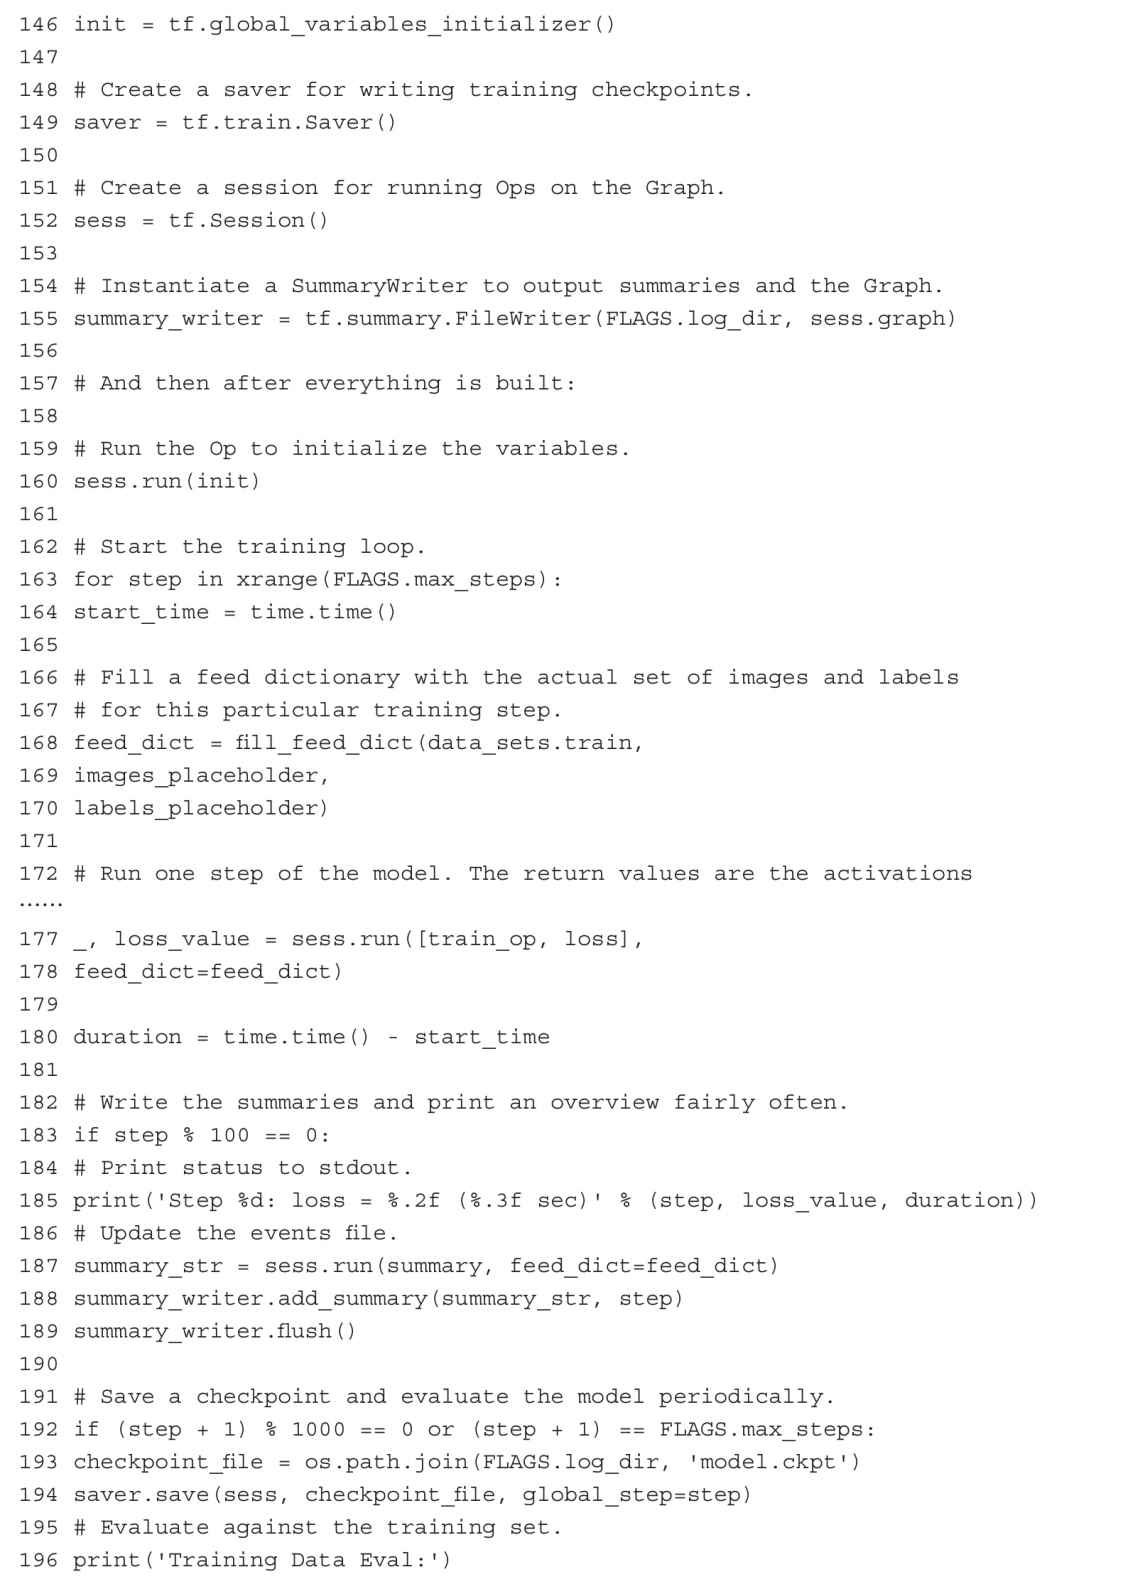 146 init = tf.global_variables_initializer()
147
148 # Create a saver for writing training checkpoints.
149 saver = tf.train.Saver()
150
151 # Create a session for running Ops on the Graph.
152 sess = tf.Session()
153
154 # Instantiate a SummaryWriter to output summaries and the Graph.
155 summary_writer = tf.summary.FileWriter(FLAGS.log_dir, sess.graph)
156
157 # And then after everything is built:
158
159 # Run the Op to initialize the variables.
160 sess.run(init)
161
162 # Start the training loop.
163 for step in xrange(FLAGS.max_steps):
164 start_time = time.time()
165
166 # Fill a feed dictionary with the actual set of images and labels
167 # for this particular training step.
168 feed_dict = fill_feed_dict(data_sets.train,
169 images_placeholder,
170 labels_placeholder)
171
172 # Run one step of the model. The return values are the activations
……
177 _, loss_value = sess.run([train_op, loss],
178 feed_dict=feed_dict)
179
180 duration = time.time() - start_time
181
182 # Write the summaries and print an overview fairly often.
183 if step % 100 == 0:
184 # Print status to stdout.
185 print('Step %d: loss = %.2f (%.3f sec)' % (step, loss_value, duration))
186 # Update the events file.
187 summary_str = sess.run(summary, feed_dict=feed_dict)
188 summary_writer.add_summary(summary_str, step)
189 summary_writer.flush()
190
191 # Save a checkpoint and evaluate the model periodically.
192 if (step + 1) % 1000 == 0 or (step + 1) == FLAGS.max_steps:
193 checkpoint_file = os.path.join(FLAGS.log_dir, 'model.ckpt')
194 saver.save(sess, checkpoint_file, global_step=step)
195 # Evaluate against the training set.
196 print('Training Data Eval:')